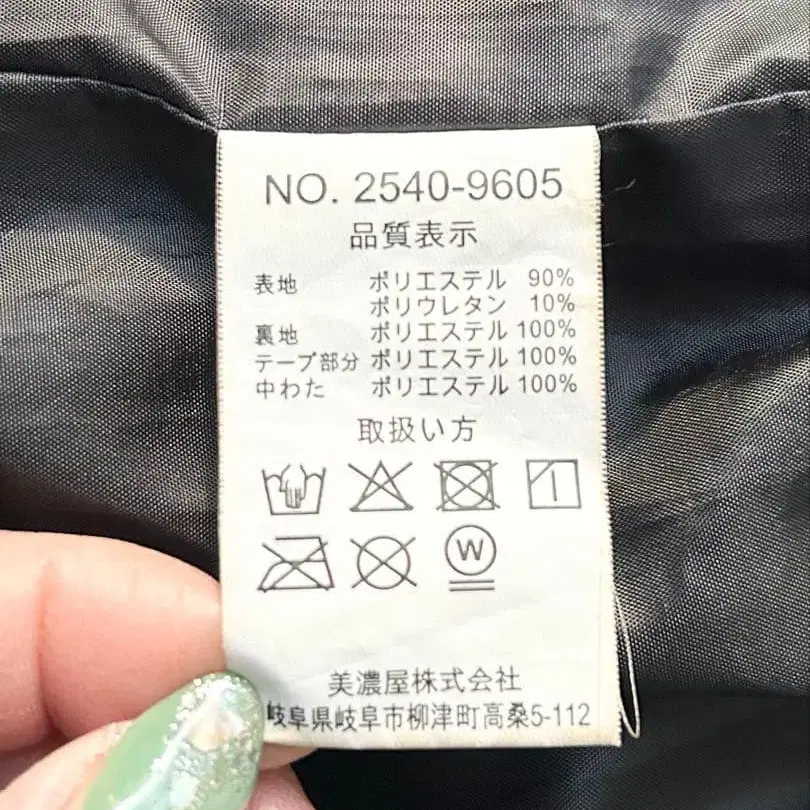 NO. 2540-9605
品質表示
表地 ポリエステル 90%
ポリウレタン 10%
裏地 ポリエステル 100%
テープ部分 ポリエステル 100%
中わた ポリエステル 100%
取扱い方
W
美濃屋株式会社
岐阜県岐阜市柳津町高桑5-112